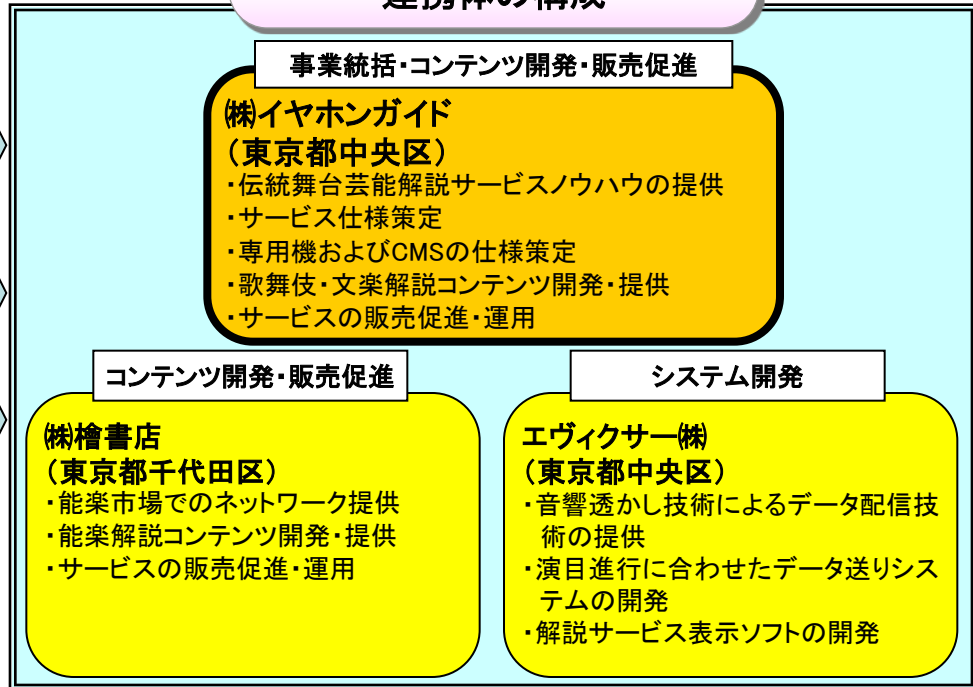 連携体の構成
事業統括・コンテンツ開発・販売促進
㈱イヤホンガイド
(東京都中央区)
・伝統舞台芸能解説サービスノウハウの提供
・サービス仕様策定
・専用機およびCMSの仕様策定
・歌舞伎・文楽解説コンテンツ開発・提供
・サービスの販売促進・運用
コンテンツ開発・販売促進
㈱檜書店
(東京都千代田区)
・能楽市場でのネットワーク提供
・能楽解説コンテンツ開発・提供
・サービスの販売促進・運用
システム開発
エヴィクサー㈱
(東京都中央区)
・音響透かし技術によるデータ配信技
術の提供
・演目進行に合わせたデータ送りシス
テムの開発
・解説サービス表示ソフトの開発